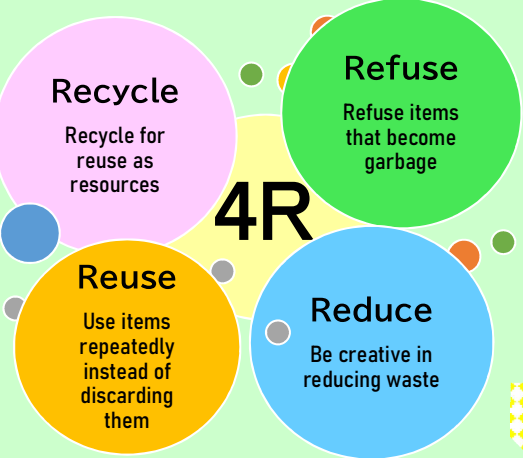 Recycle
Recycle for
reuse as
resources
Refuse
Refuse items
that become
garbage
4R
Reuse
Use items
repeatedly
instead of
discarding
them
Reduce
Be creative in
reducing waste